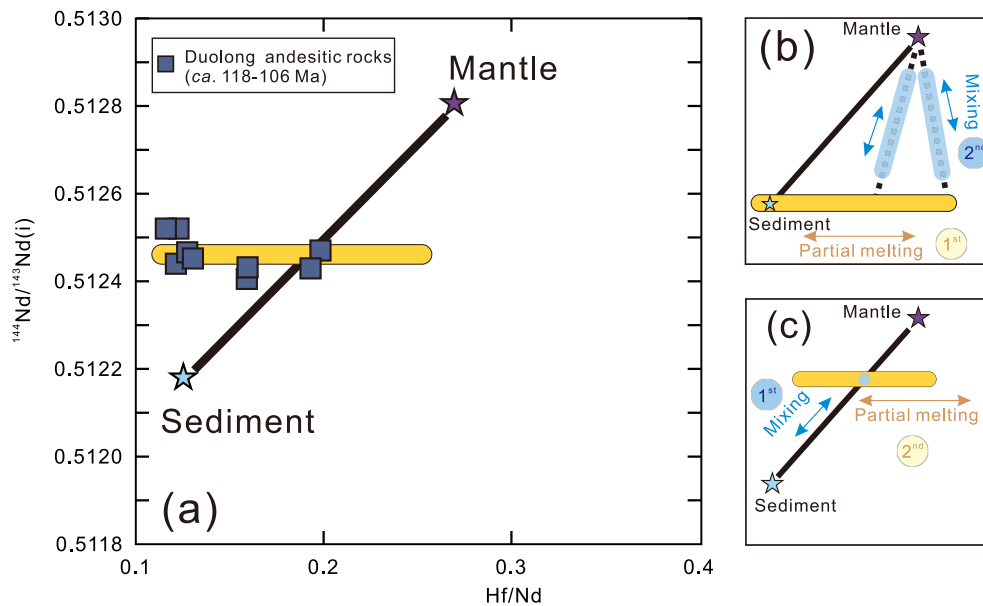 0.5130
0.5128
0.5126
0.5124
0.5122
0.5120
0.5118
¹⁴⁴Nd/¹⁴³Nd(i)
Duolong andesitic rocks
(ca. 118-106 Ma)
Mantle
Sediment
(a)
0.1
0.2
0.3
0.4
Hf/Nd
(b)
Mantle
Mixing
2nd
Sediment
Partial melting
1st
(c)
Mantle
1st
Mixing
Partial melting
2nd
Sediment